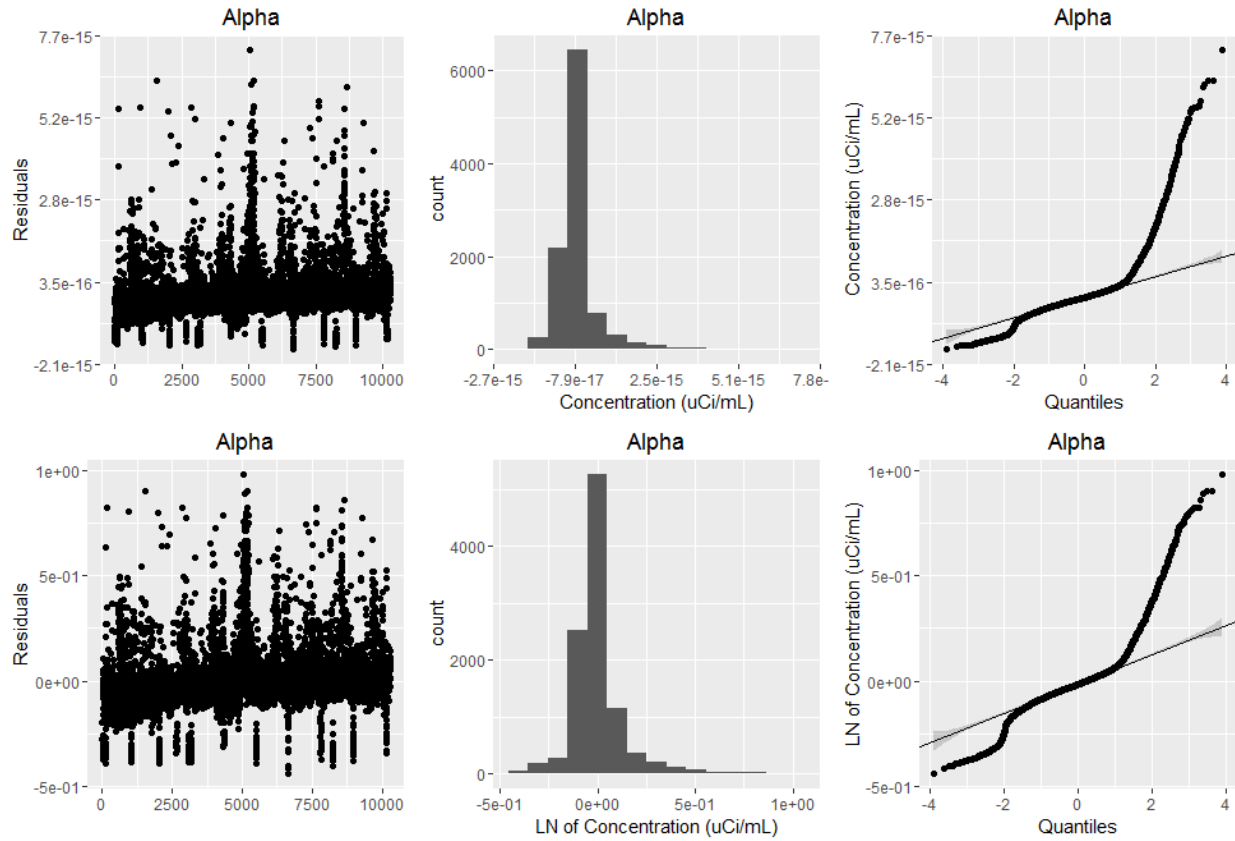 Alpha
Residuals
7.7e-15
5.2e-15
2.8e-15
3.5e-16
-2.1e-15
0 2500 5000 7500 10000
Alpha
count
6000
4000
2000
0
-2.7e-15 -7.9e-17 2.5e-15 5.1e-15 7.8e-
Concentration (uCi/mL)
Alpha
Concentration (uCi/mL)
7.7e-15
5.2e-15
2.8e-15
3.5e-16
-2.1e-15
-4 -2 0 2 4
Quantiles
Alpha
Residuals
1e+00
5e-01
0e+00
-5e-01
0 2500 5000 7500 10000
Alpha
count
4000
2000
0
-5e-01 0e+00 5e-01 1e+00
LN of Concentration (uCi/mL)
Alpha
LN of Concentration (uCi/mL)
1e+00
5e-01
0e+00
-5e-01
-4 -2 0 2 4
Quantiles